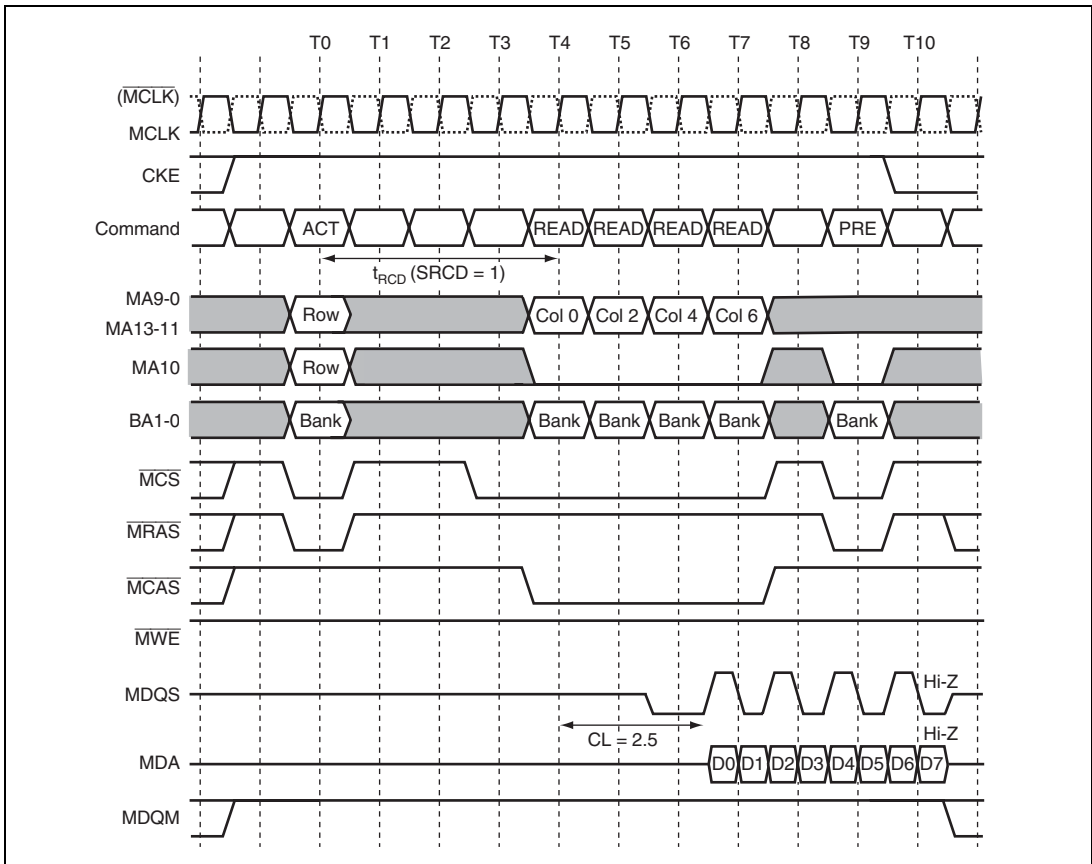 T0 T1 T2 T3 T4 T5 T6 T7 T8 T9 T10
(MCLK)
MCLK
CKE
Command ACT READ READ READ READ PRE
tRCD (SRCD = 1)
MA9-0
MA13-11
Row Col 0 Col 2 Col 4 Col 6
MA10 Row
BA1-0 Bank Bank Bank Bank Bank Bank
MCS
MRAS
MCAS
MWE
MDQS Hi-Z
CL = 2.5
Hi-Z
MDA D0 D1 D2 D3 D4 D5 D6 D7
MDQM